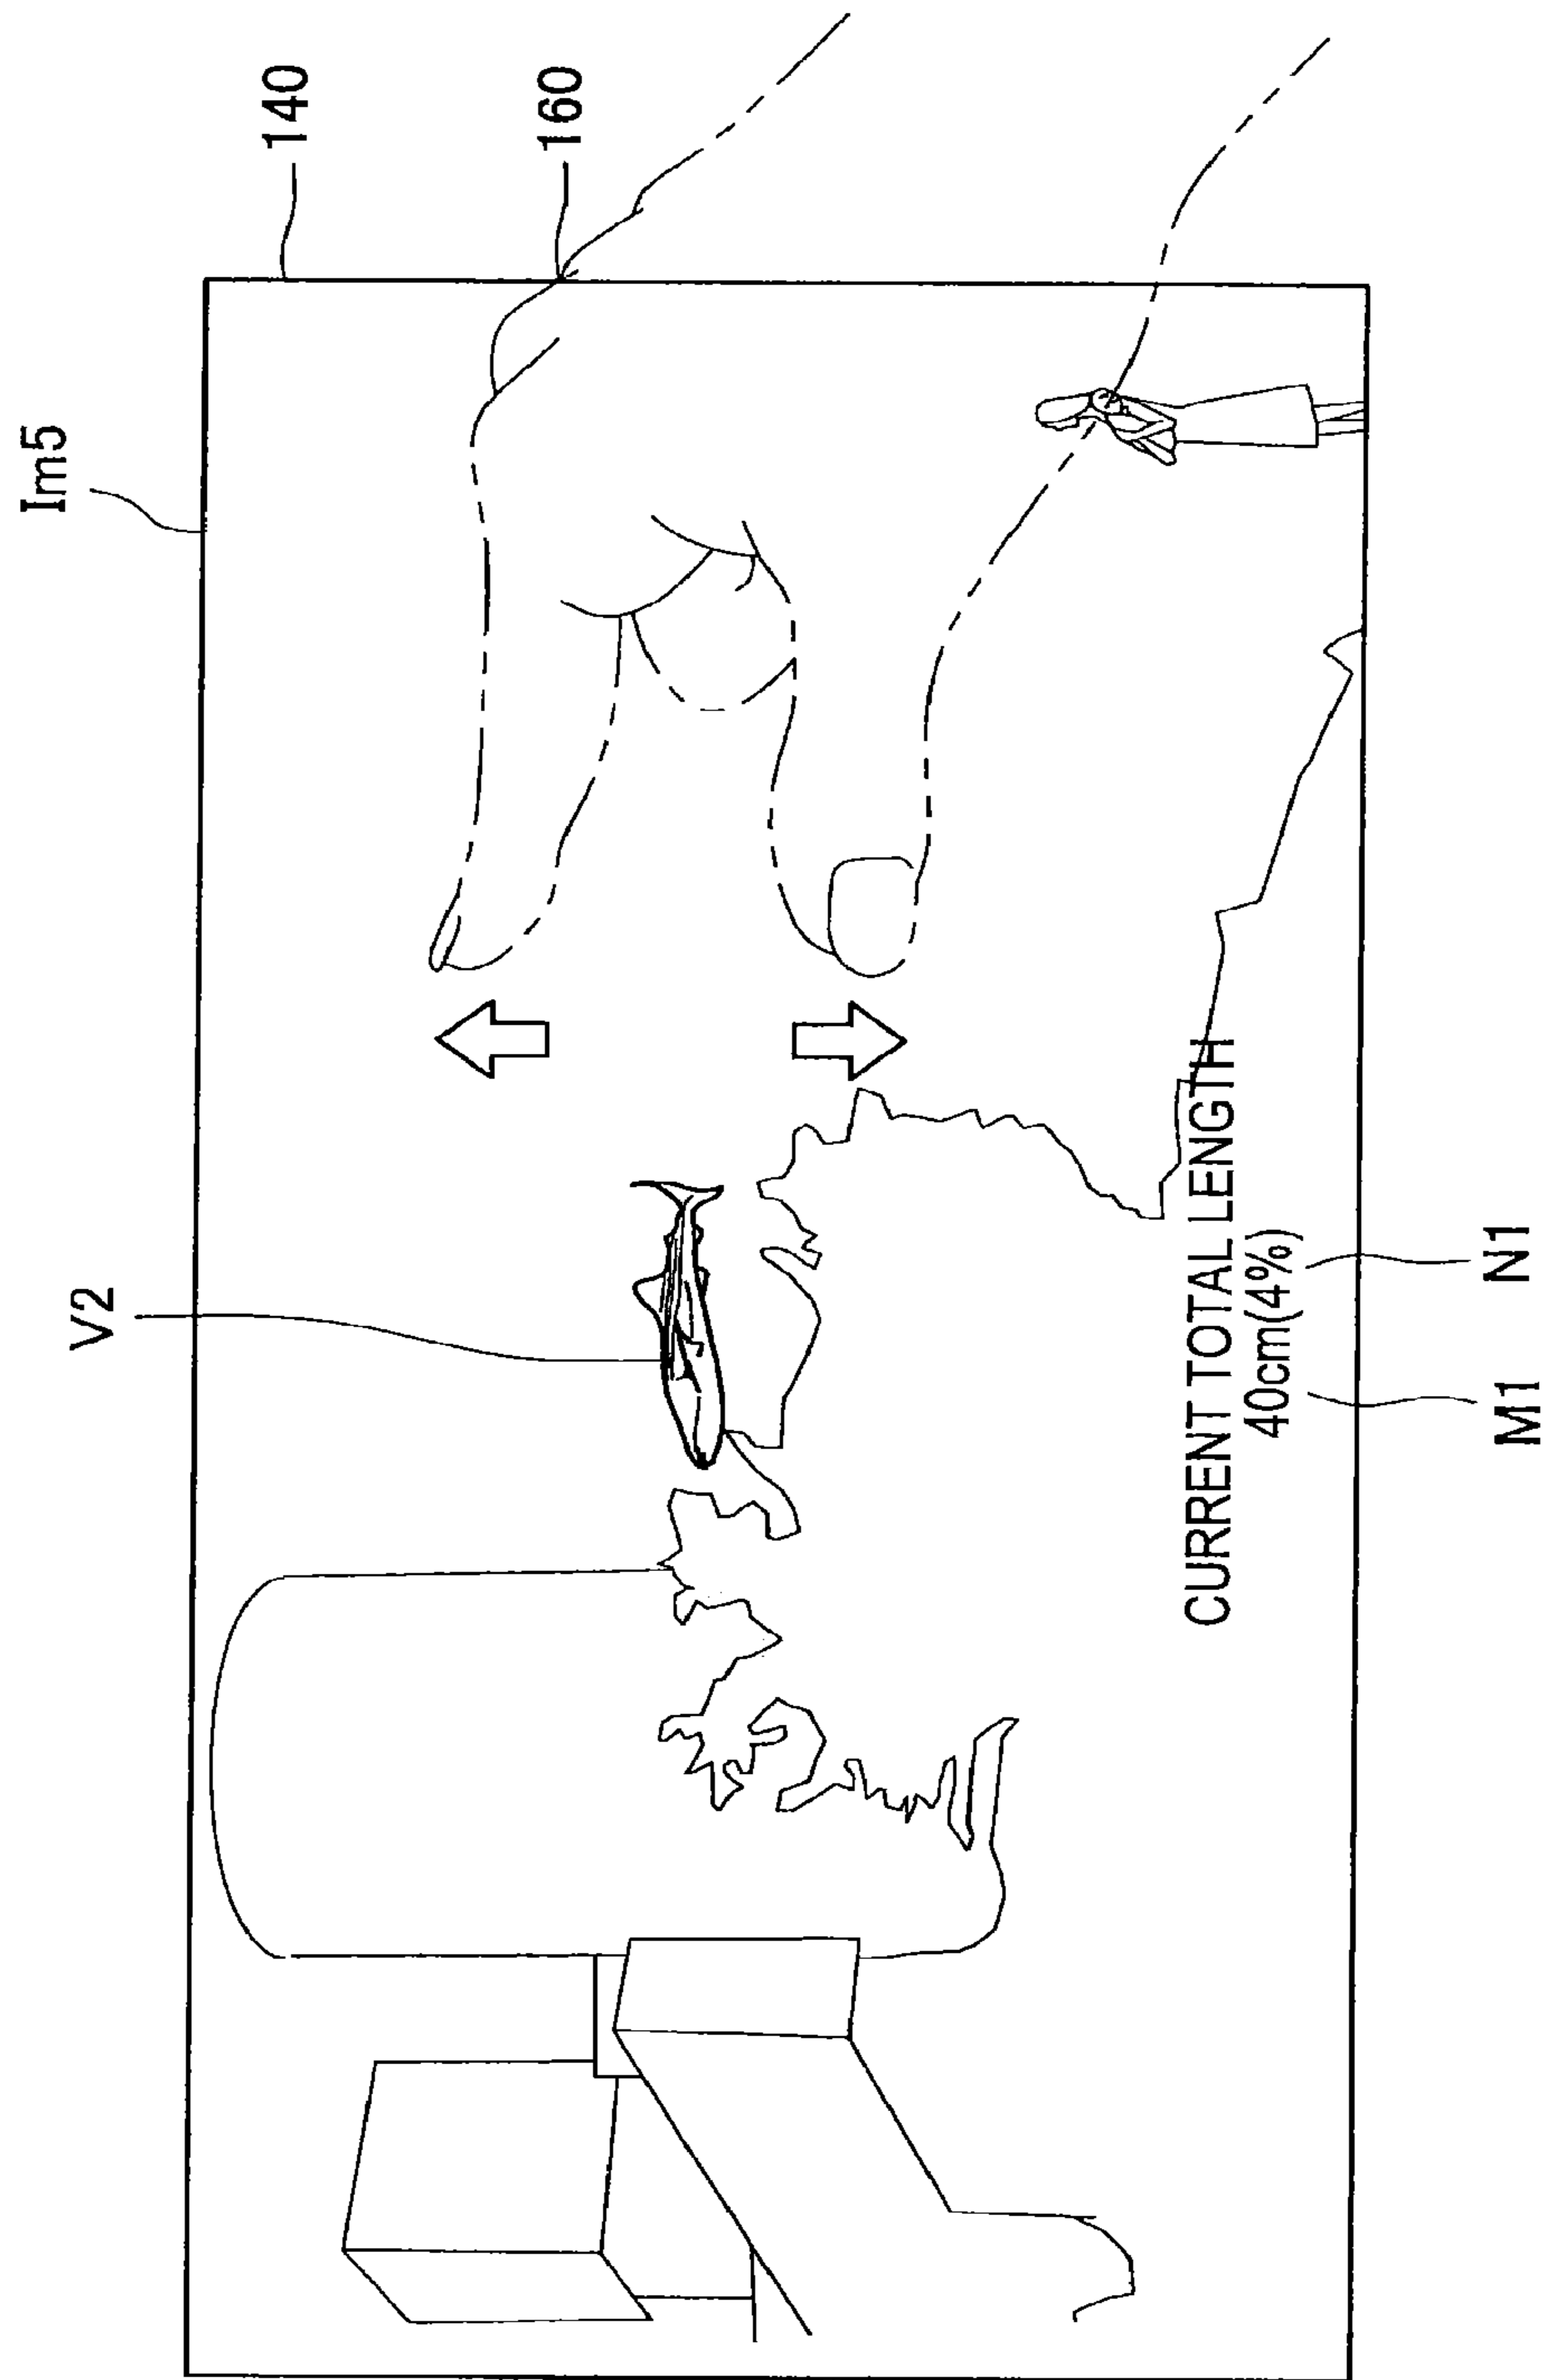 Im5
140
160
V2
CURRENT TOTAL LENGTH
40cm(4%)
M1
N1